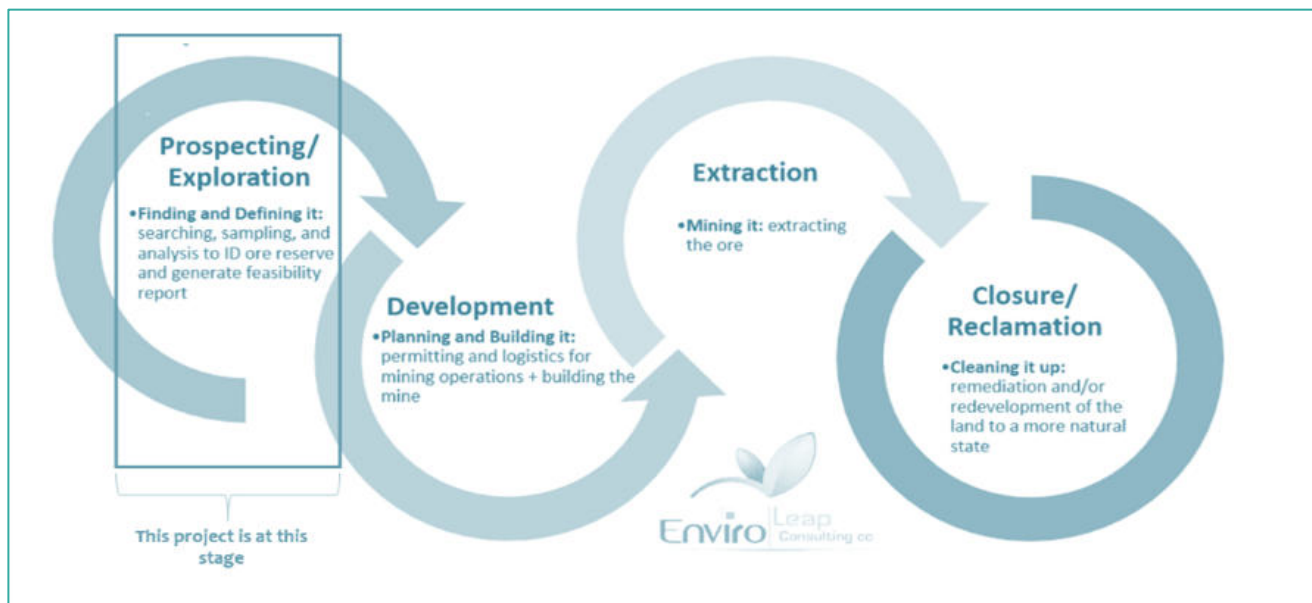 Prospecting/
Exploration
•Finding and Defining it:
searching, sampling, and
analysis to ID ore reserve
and generate feasibility
report
This project is at this
stage
Development
•Planning and Building it:
permitting and logistics for
mining operations + building the
mine
Extraction
•Mining it: extracting
the ore
Closure/
Reclamation
•Cleaning it up:
remediation and/or
redevelopment of the
land to a more natural
state
Enviro Leap
Consulting cc